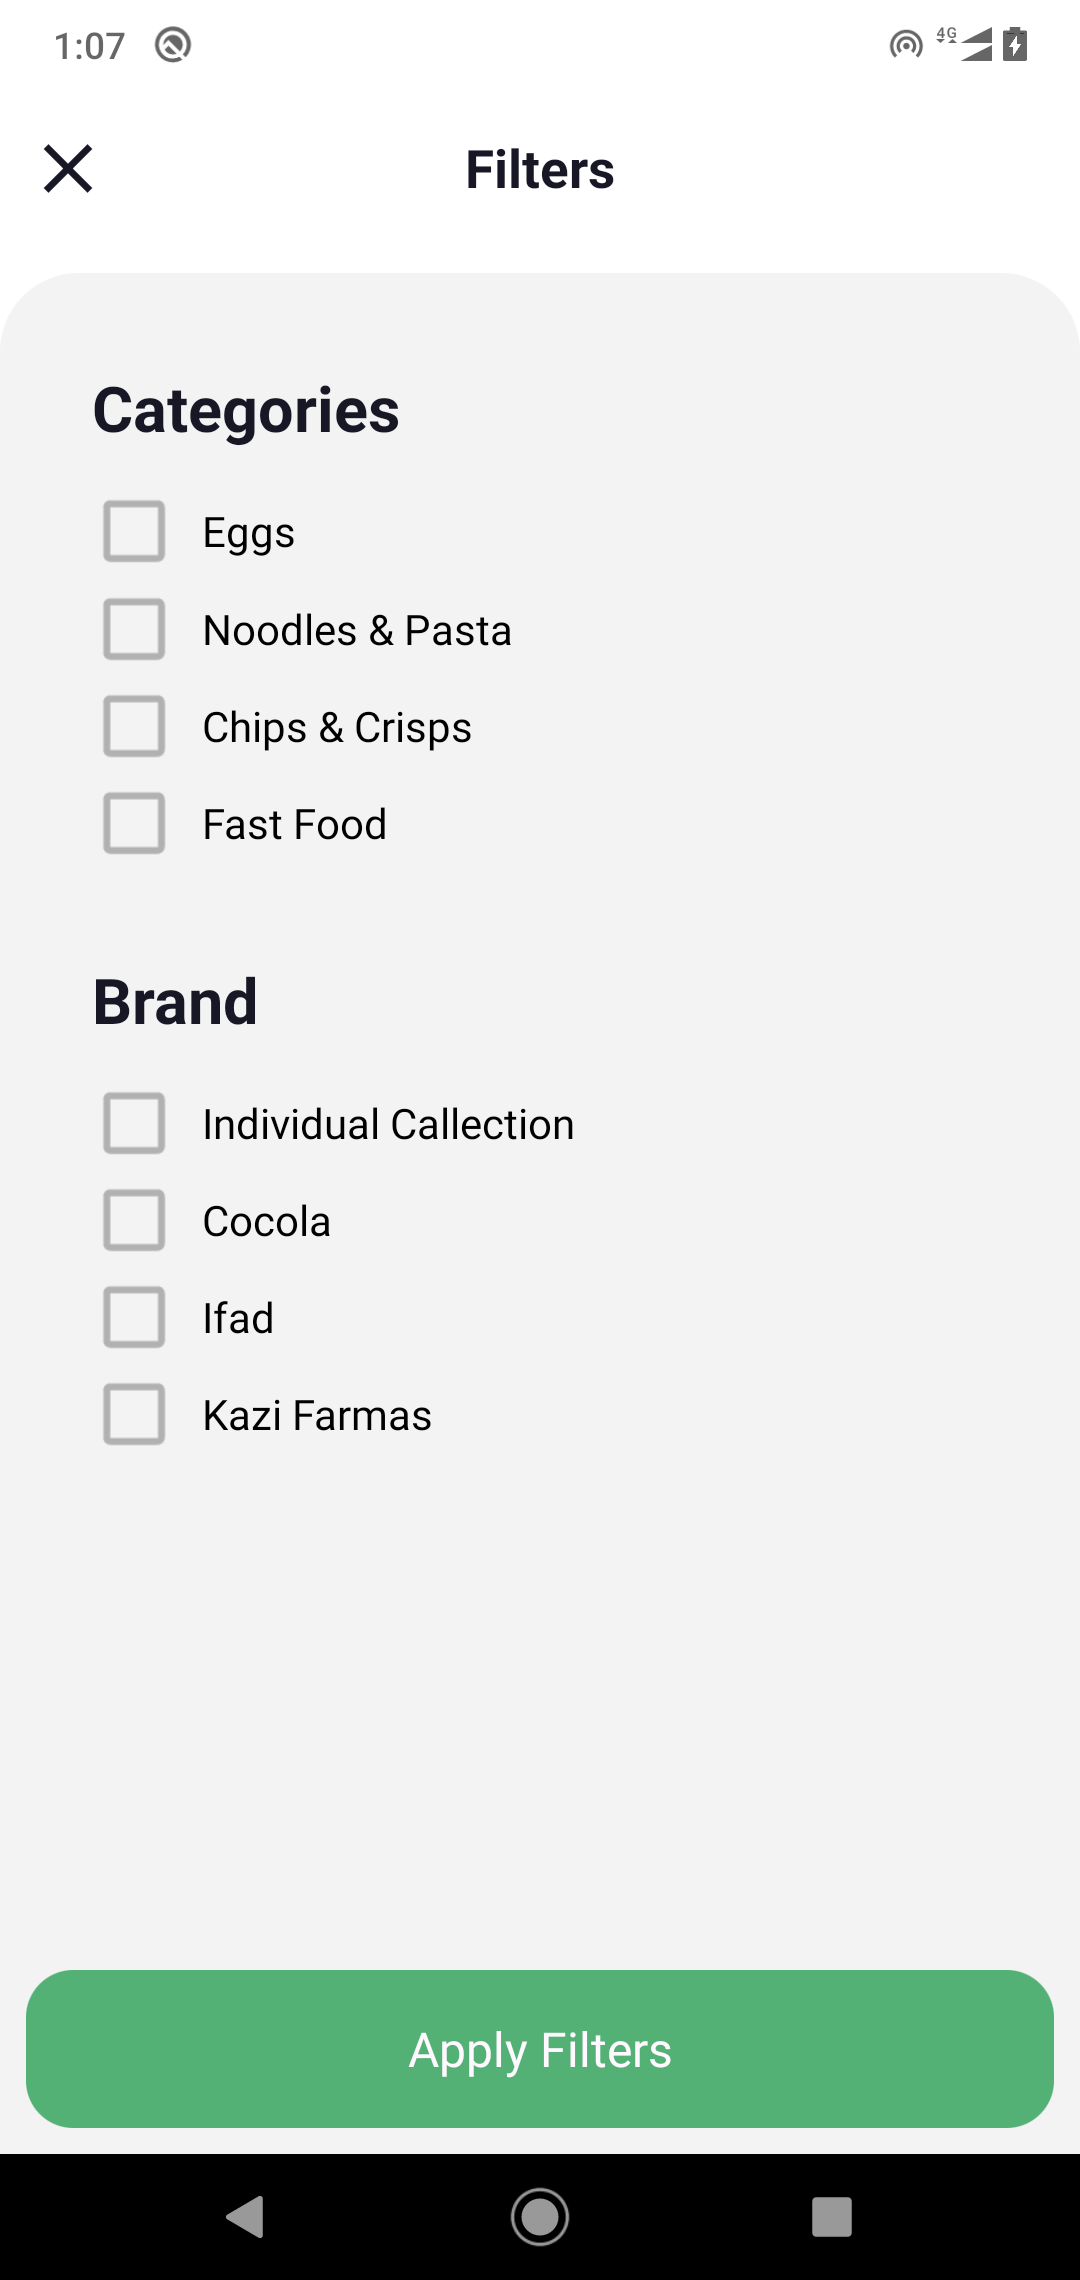 1:07
4G
Filters
Categories
Eggs
Noodles & Pasta
Chips & Crisps
Fast Food
Brand
Individual Callection
Cocola
Ifad
Kazi Farmas
Apply Filters